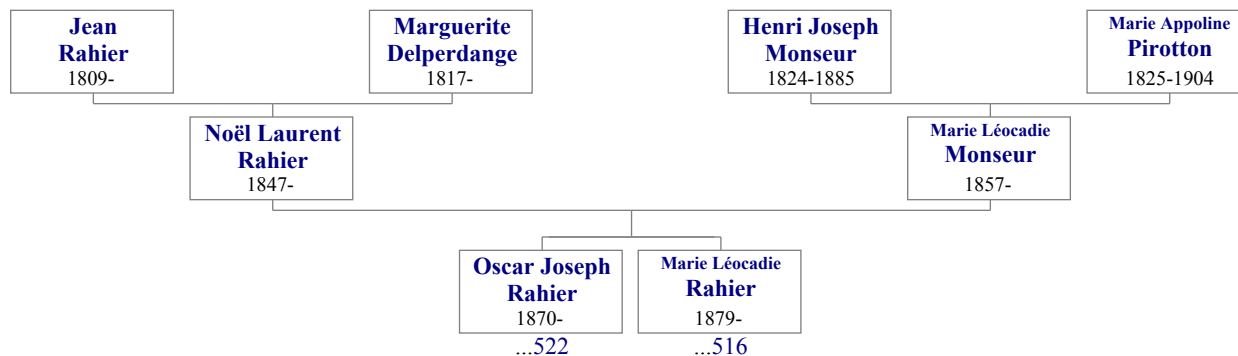 Jean
Rahier
1809-
Marguerite
Delperdange
1817-
Henri Joseph
Monseur
1824-1885
Marie Appoline
Pirotton
1825-1904
Noël Laurent
Rahier
1847-
Marie Léocadie
Monseur
1857-
Oscar Joseph
Rahier
1870-
...522
Marie Léocadie
Rahier
1879-
...516